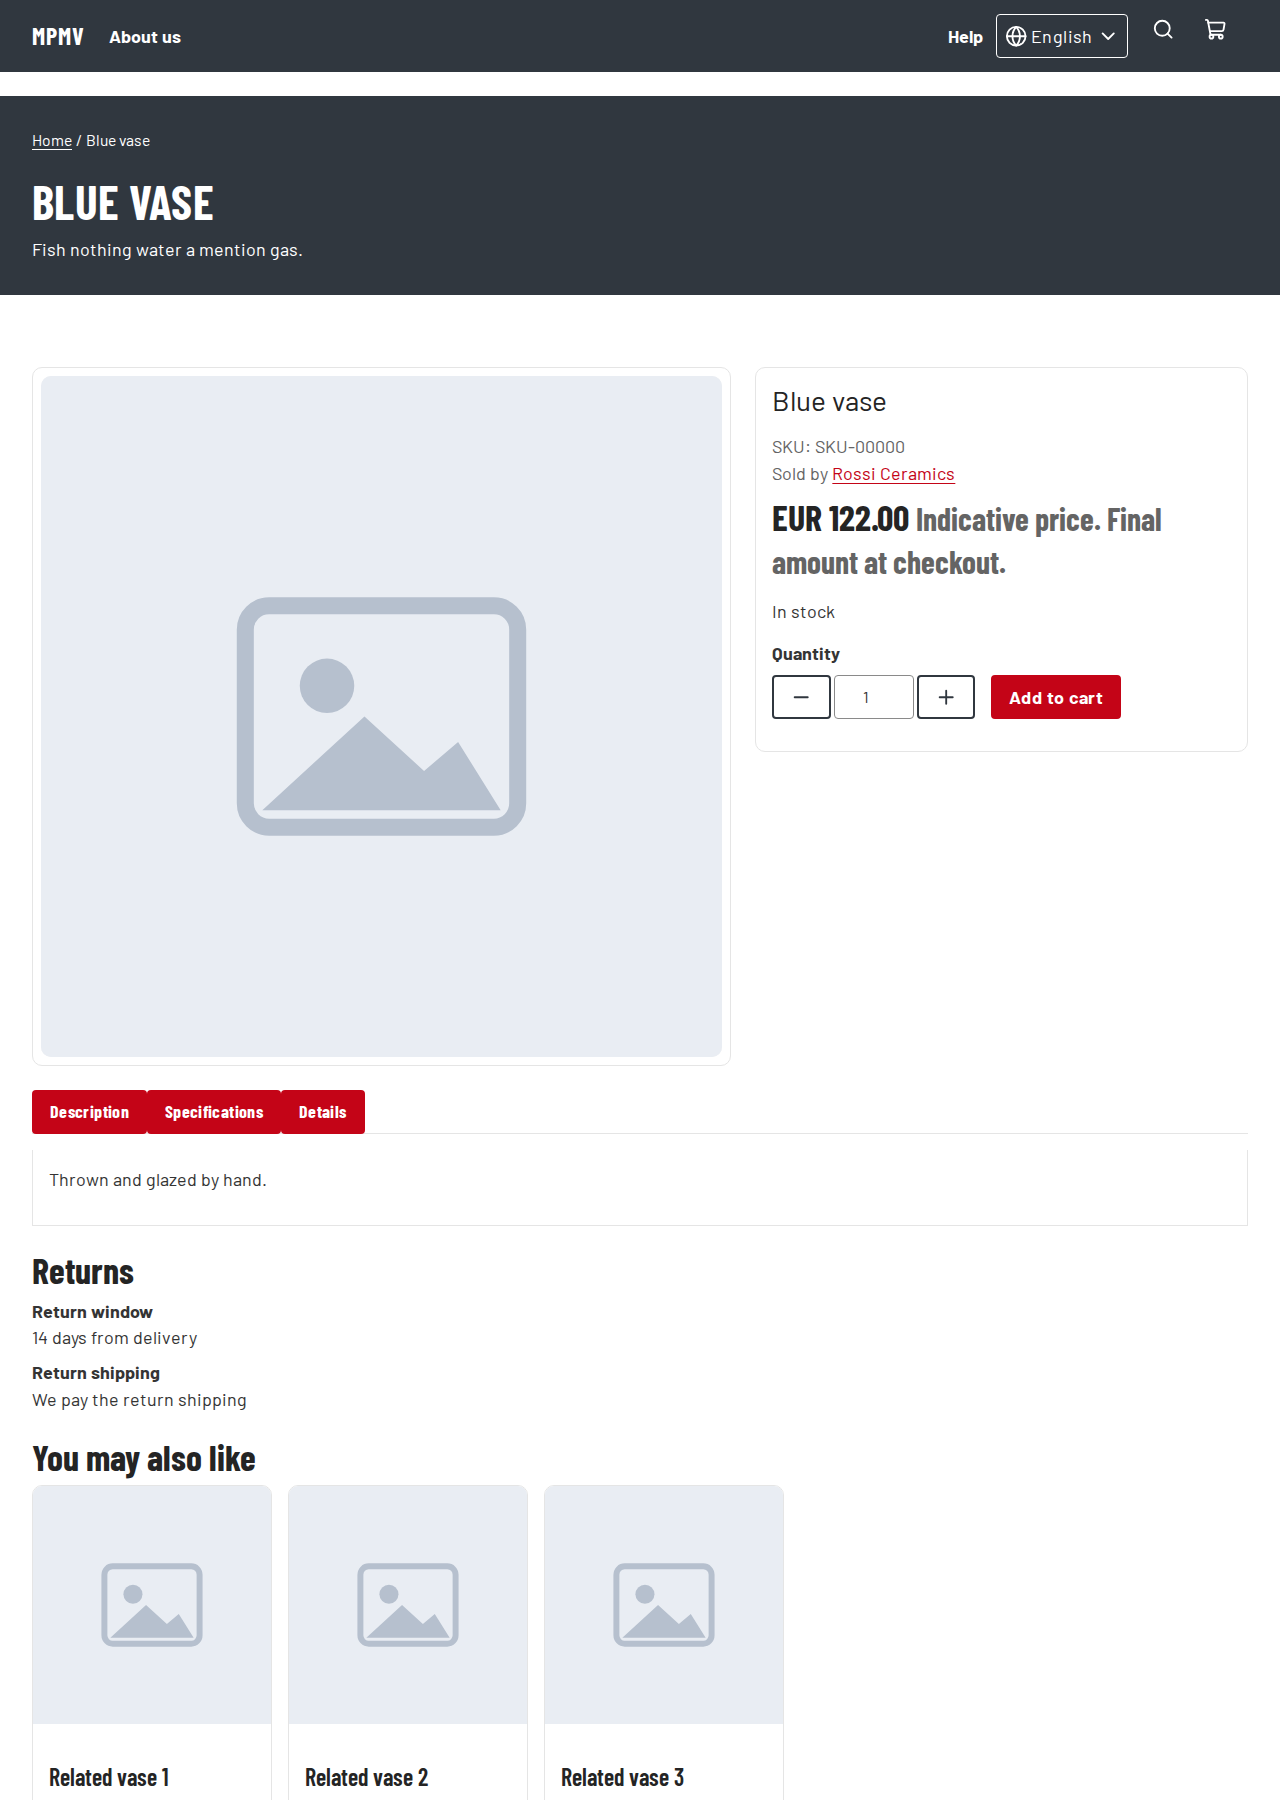 MPMV About us Help English
Home / Blue vase
BLUE VASE
Fish nothing water a mention gas.
Blue vase
SKU: SKU-00000
Sold by Rossi Ceramics
EUR 122.00 Indicative price. Final
amount at checkout.
In stock
Quantity
1 Add to cart
Description Specifications Details
Thrown and glazed by hand.
Returns
Return window
14 days from delivery
Return shipping
We pay the return shipping
You may also like
Related vase 1 Related vase 2 Related vase 3